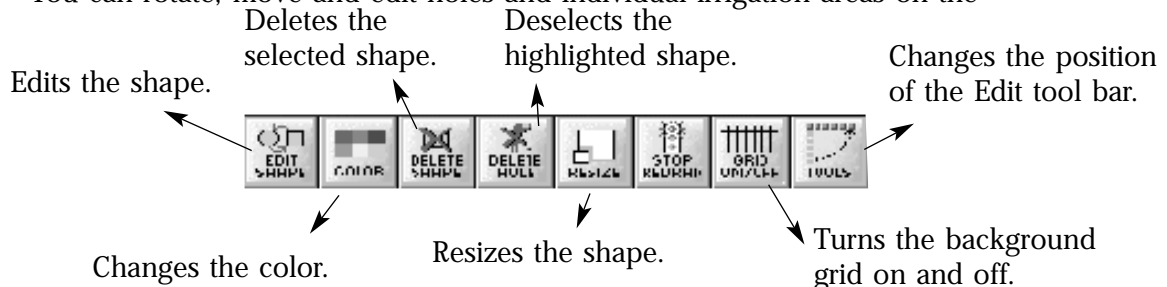 You can rotate, move and edit holes and individual irrigation areas on the
Deletes the
selected shape.
Deselects the
highlighted shape.
Changes the position
of the Edit tool bar.
Edits the shape.
EDIT
SHAPE
COLOR
DELETE
SHAPE
DELETE
HOLE
RESIZE
STOP
REDRAW
GRID
ON/OFF
TOOLS
Changes the color.
Resizes the shape.
Turns the background
grid on and off.